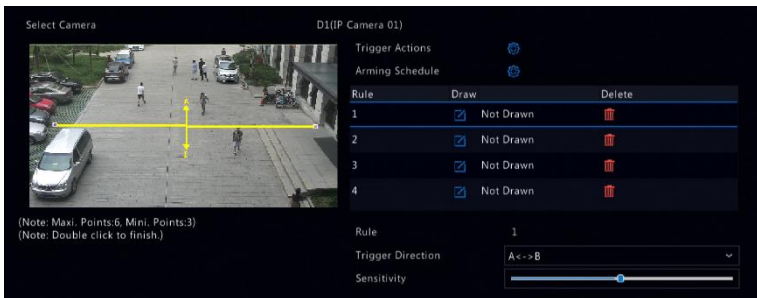 Select Camera D1(IP Camera 01)
Trigger Actions
Arming Schedule
Rule Draw Delete
1 Not Drawn
2 Not Drawn
3 Not Drawn
4 Not Drawn
(Note: Maxi. Points:6, Mini. Points:3)
(Note: Double click to finish.)
Rule 1
Trigger Direction A<->B
Sensitivity